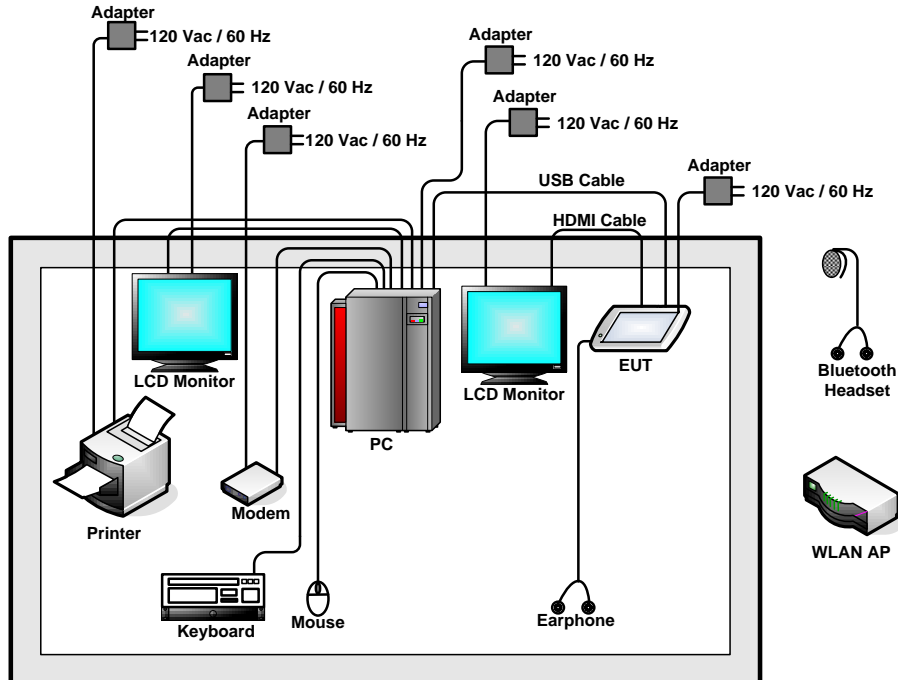 Adapter
120 Vac / 60 Hz
Adapter
120 Vac / 60 Hz
Adapter
120 Vac / 60 Hz
Adapter
120 Vac / 60 Hz
Adapter
120 Vac / 60 Hz
Adapter
120 Vac / 60 Hz
USB Cable
HDMI Cable
LCD Monitor
PC
LCD Monitor
EUT
Bluetooth
Headset
Printer
Modem
WLAN AP
Keyboard
Mouse
Earphone